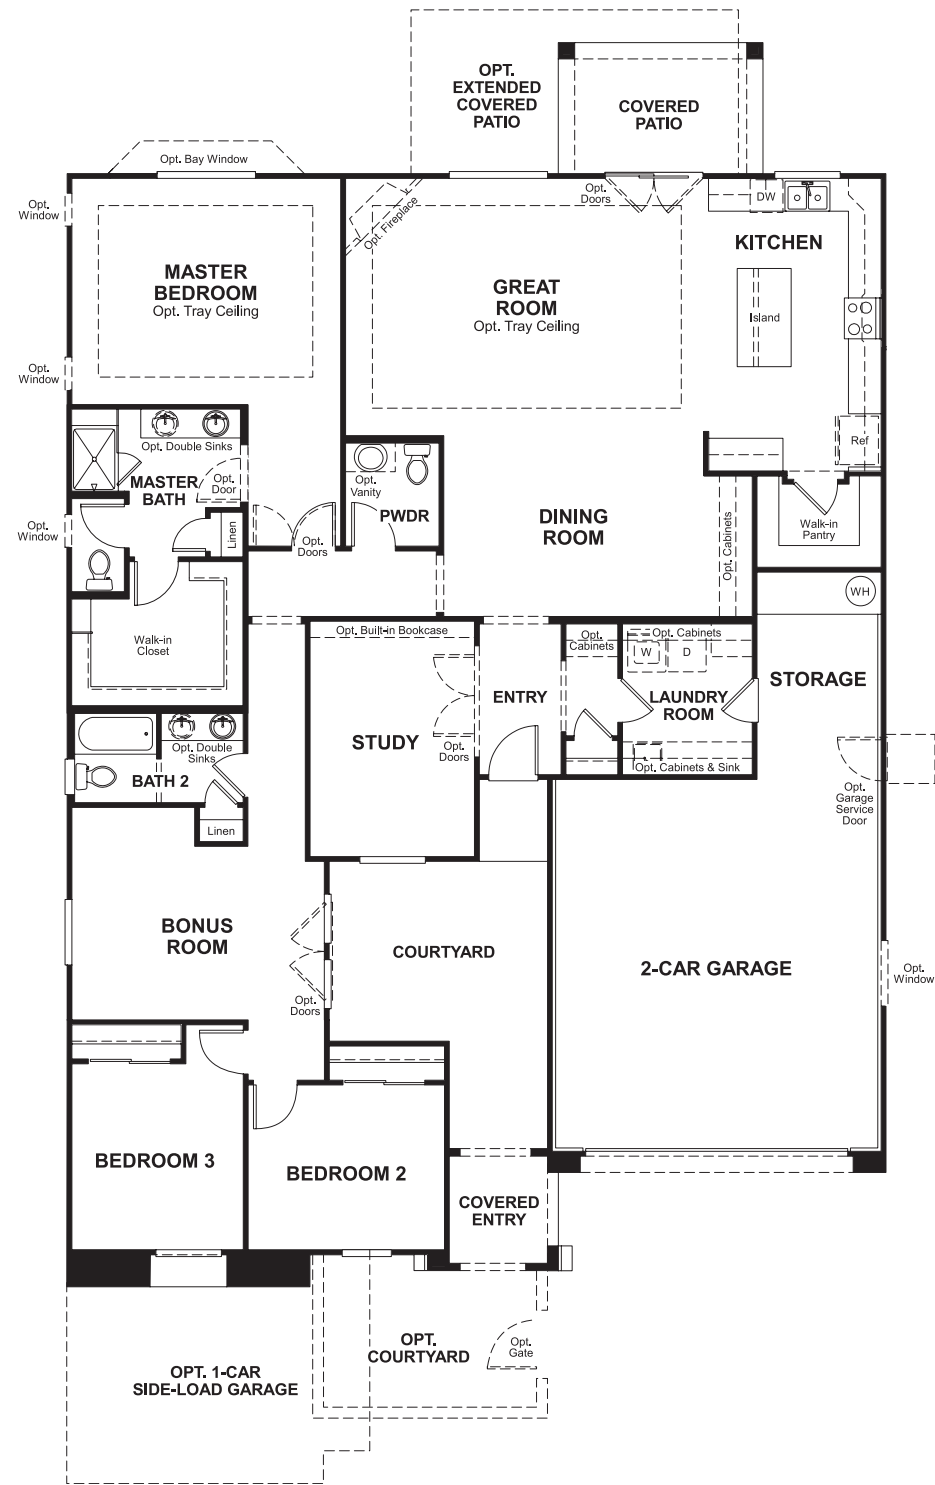 OPT.
EXTENDED
COVERED
PATIO
COVERED
PATIO
Opt. Bay Window
Opt.
Window
Opt.
Doors
DW
Opt. Fireplace
KITCHEN
MASTER
BEDROOM
Opt. Tray Ceiling
GREAT
ROOM
Opt. Tray Ceiling
Island
Opt.
Window
Opt. Double Sinks
Ref
MASTER
BATH
Opt.
Door
Opt.
Vanity
PWDR
Opt.
Window
Linen
Opt.
Doors
DINING
ROOM
Opt. Cabinets
Walk-in
Pantry
WH
Walk-in
Closet
Opt. Built-in Bookcase
Opt.
Cabinets
Opt. Cabinets
W
D
ENTRY
LAUNDRY
ROOM
STORAGE
STUDY
Opt.
Doors
Opt. Double
Sinks
BATH 2
Opt. Cabinets & Sink
Opt.
Garage
Service
Door
Linen
BONUS
ROOM
COURTYARD
2-CAR GARAGE
Opt.
Window
Opt.
Doors
BEDROOM 3
BEDROOM 2
COVERED
ENTRY
OPT.
COURTYARD
Opt.
Gate
OPT. 1-CAR
SIDE-LOAD GARAGE